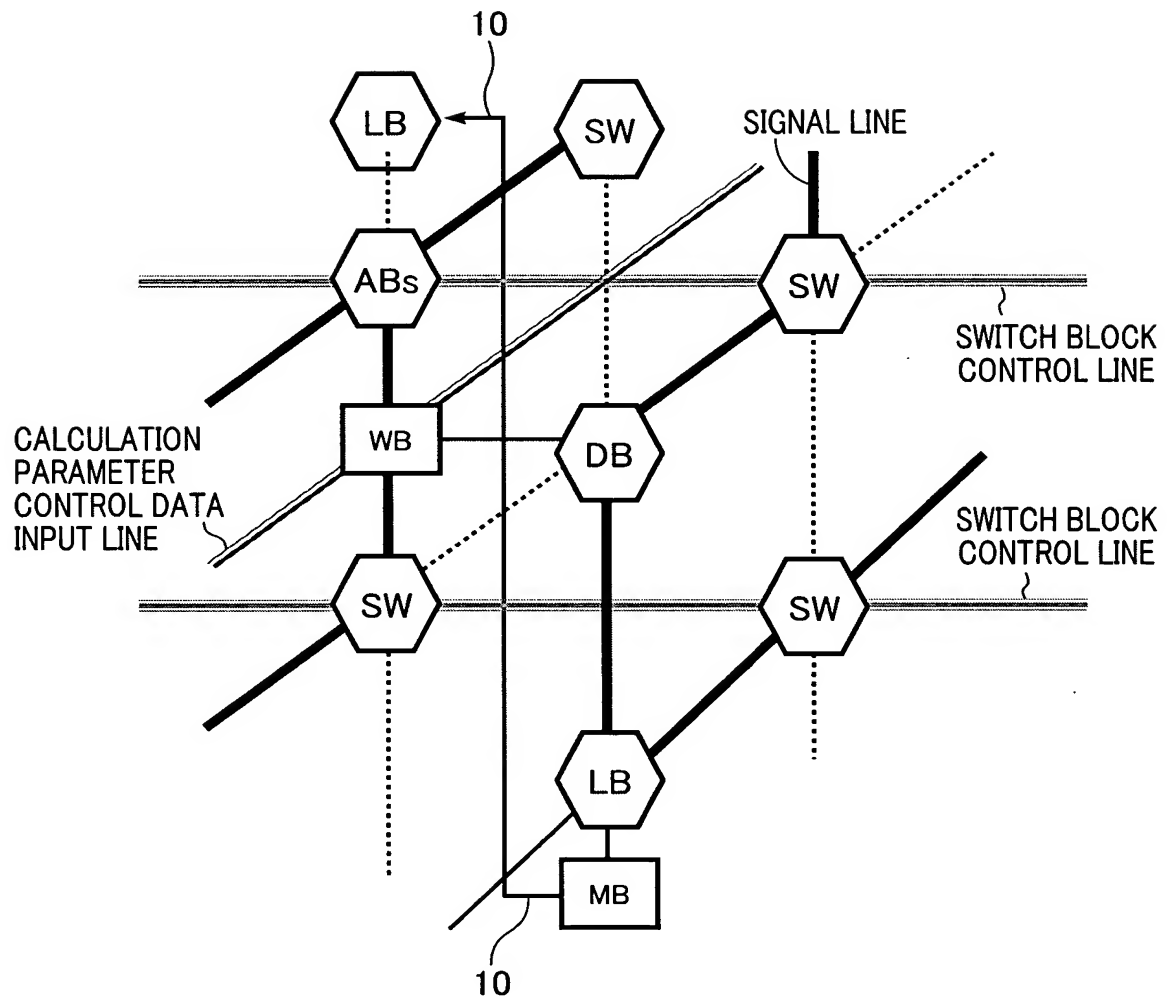 10
LB
SW
SIGNAL LINE
ABs
SW
SWITCH BLOCK
CONTROL LINE
CALCULATION
PARAMETER
CONTROL DATA
INPUT LINE
WB
DB
SWITCH BLOCK
CONTROL LINE
SW
SW
LB
MB
10